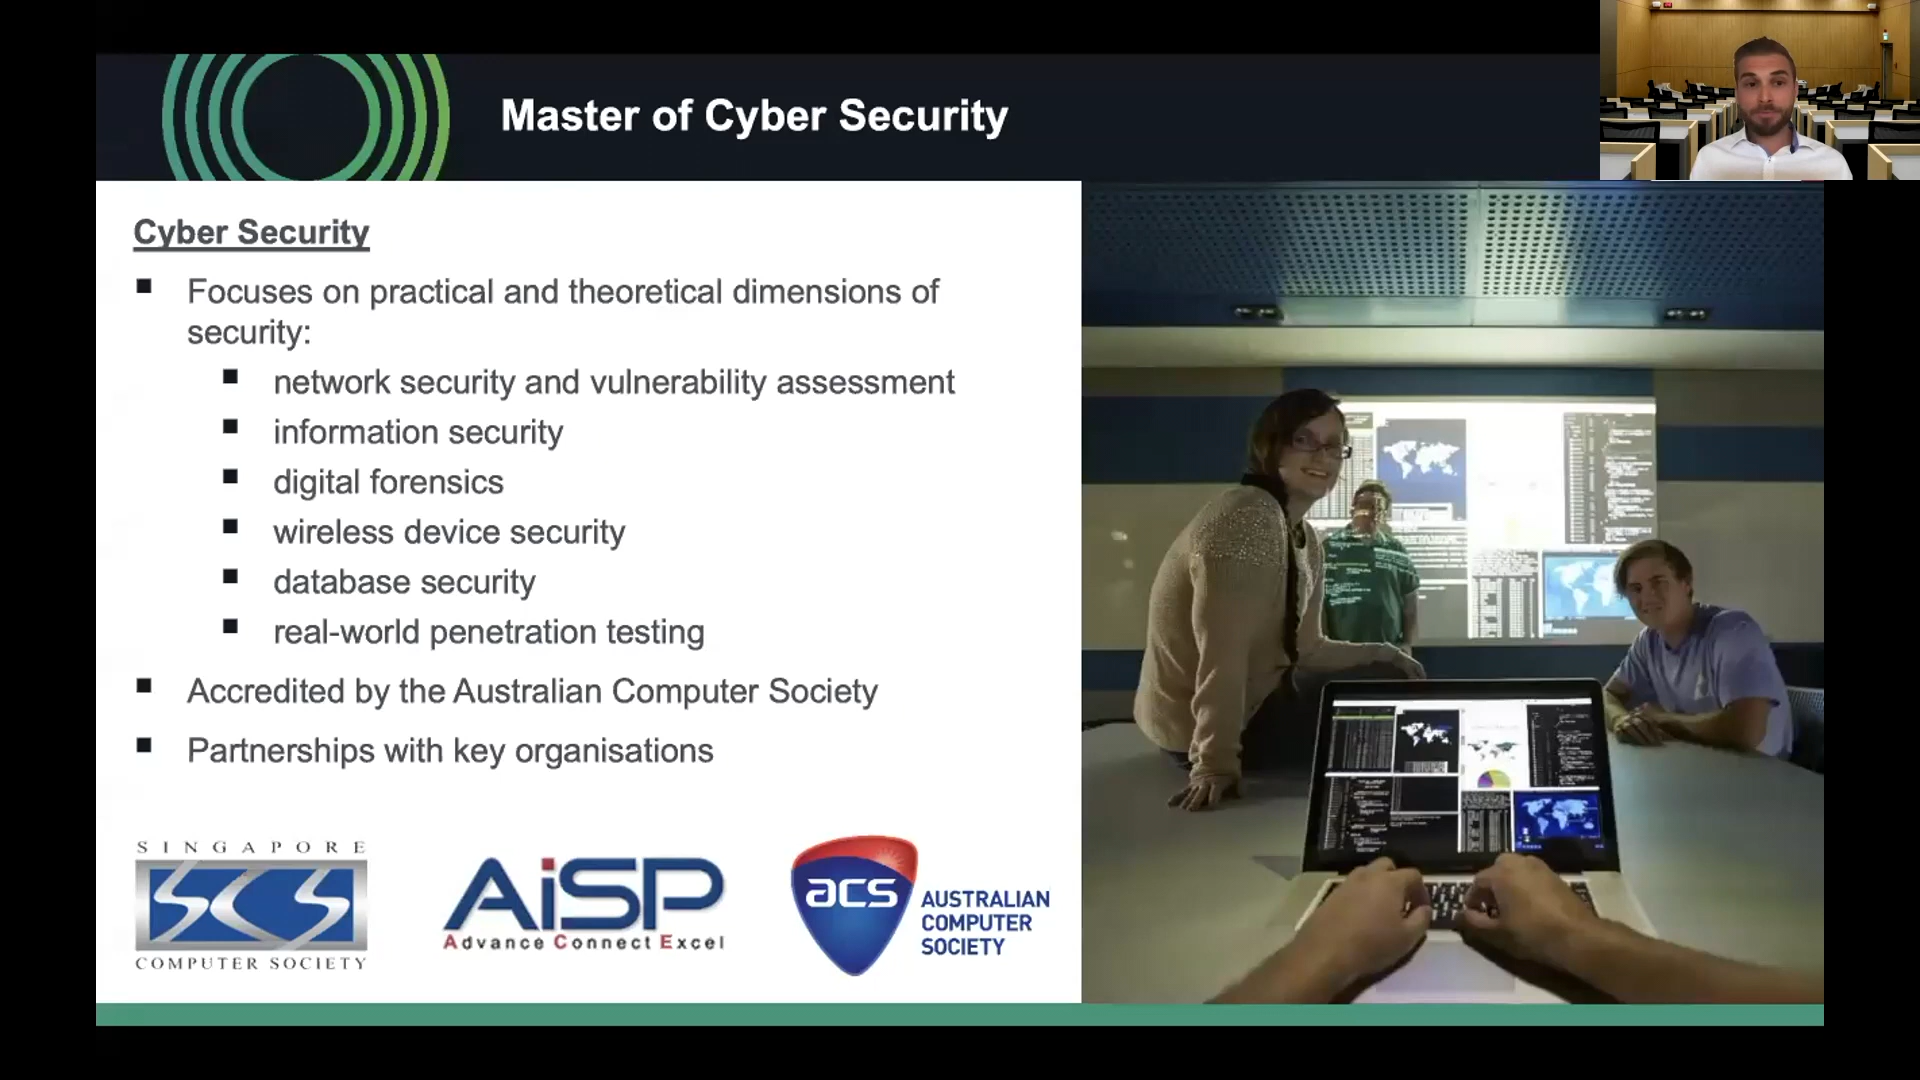 Master of Cyber Security
Cyber Security
Focuses on practical and theoretical dimensions of
security:
network security and vulnerability assessment
information security
digital forensics
wireless device security
database security
real-world penetration testing
Accredited by the Australian Computer Society
Partnerships with key organisations
SINGAPORE
SCS
COMPUTER SOCIETY
AiSP
Advance Connect Excel
acs
AUSTRALIAN
COMPUTER
SOCIETY